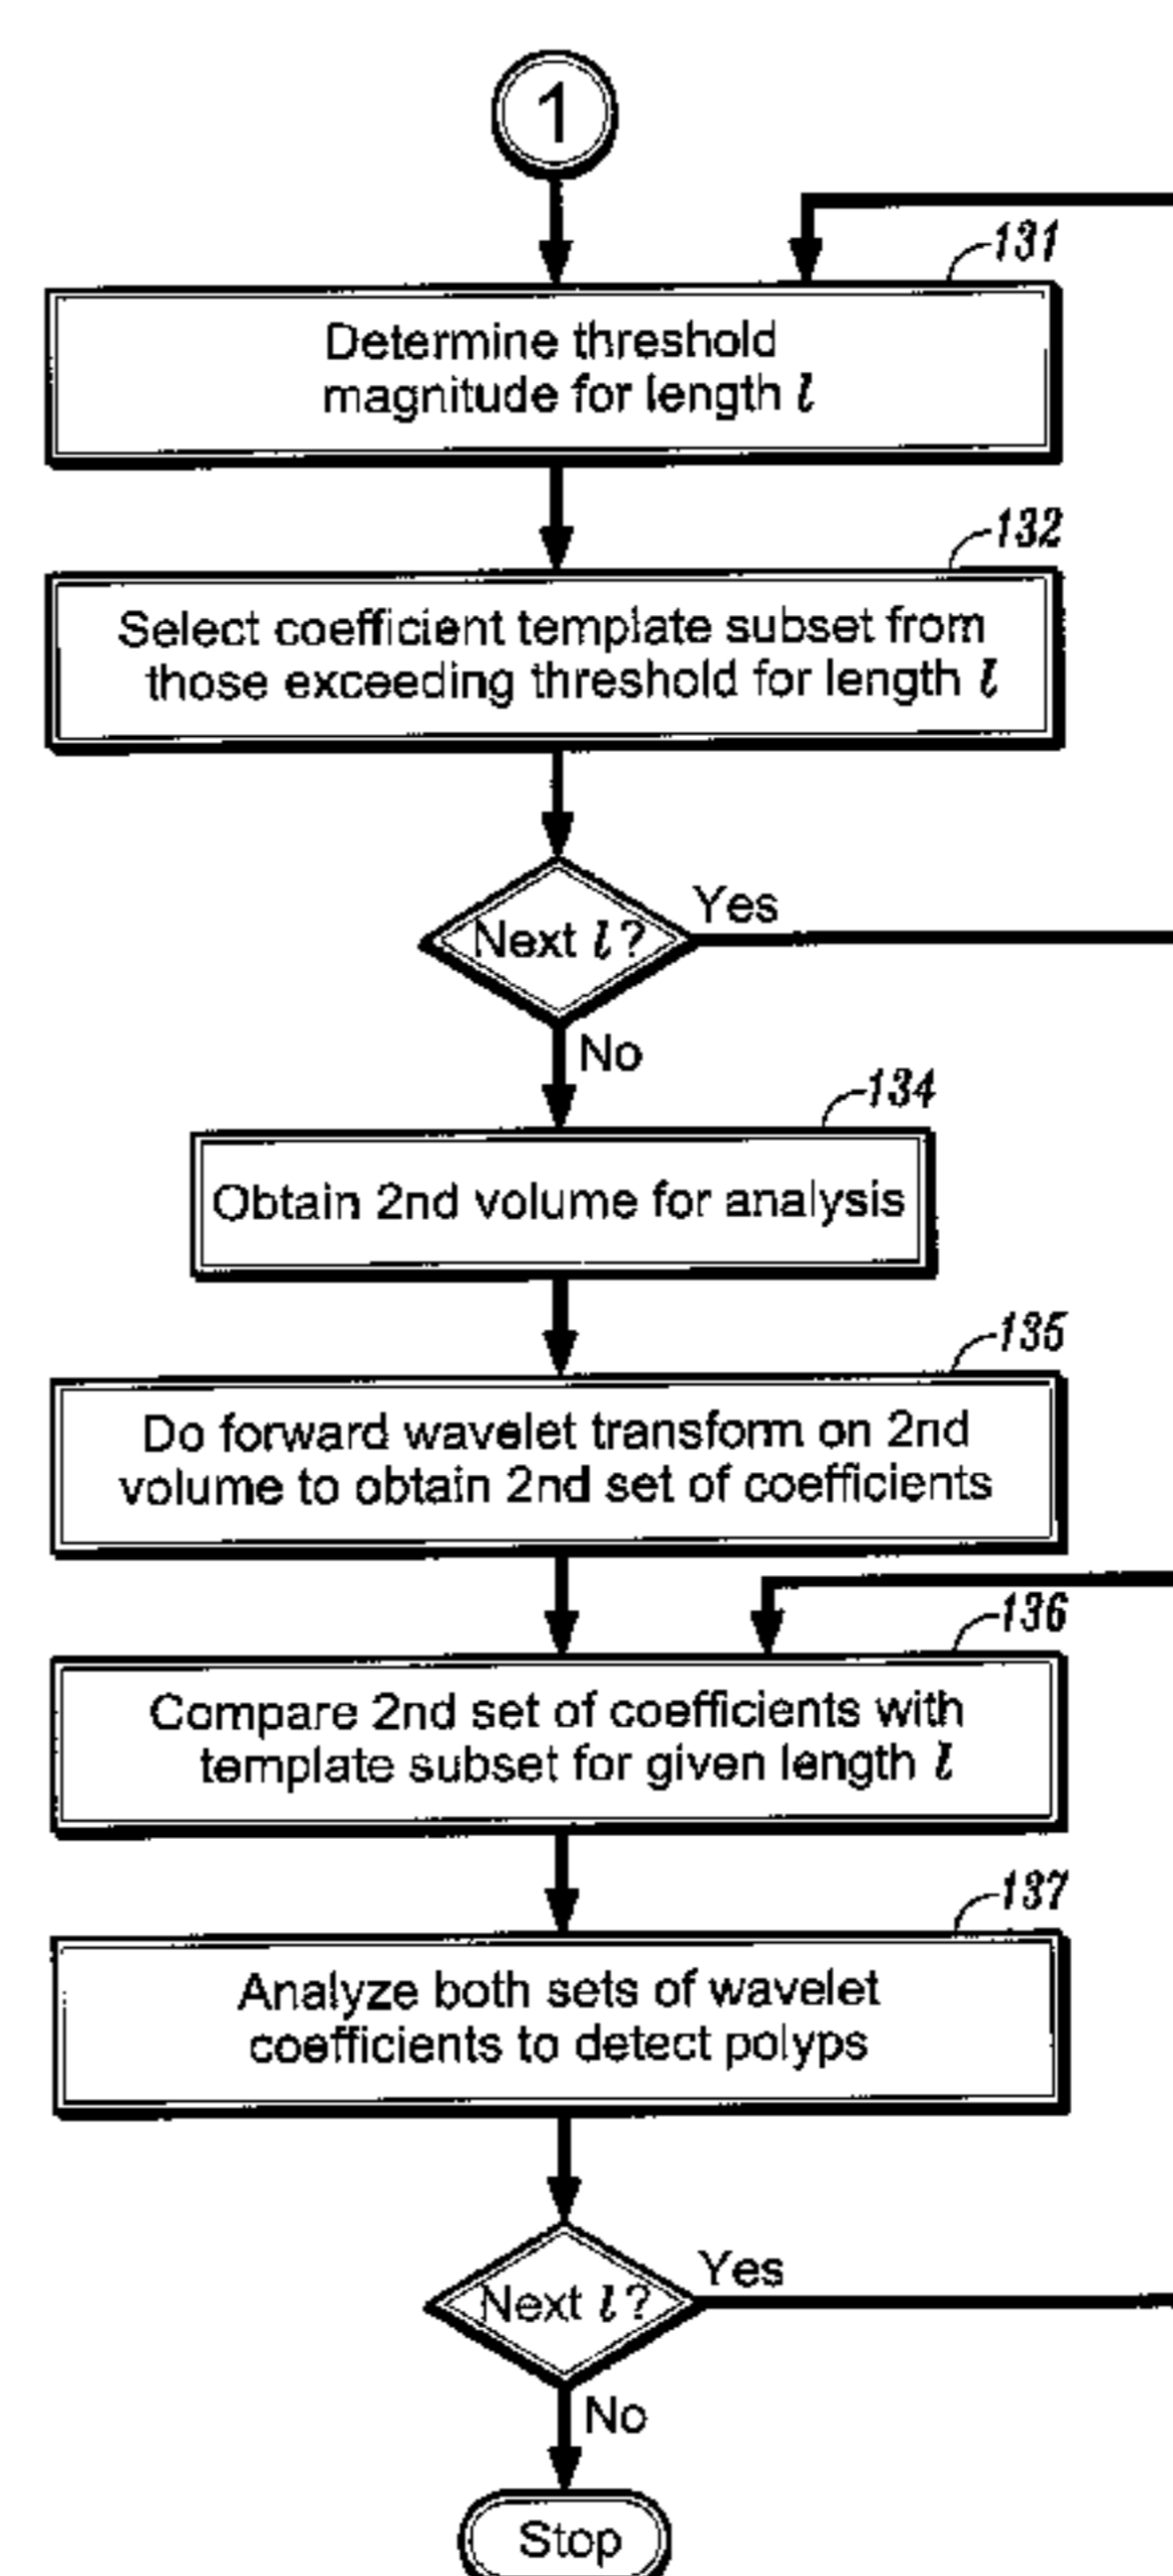 1
131
Determine threshold
magnitude for length l
132
Select coefficient template subset from
those exceeding threshold for length l
Yes
Next l?
No
134
Obtain 2nd volume for analysis
135
Do forward wavelet transform on 2nd
volume to obtain 2nd set of coefficients
136
Compare 2nd set of coefficients with
template subset for given length l
137
Analyze both sets of wavelet
coefficients to detect polyps
Yes
Next l?
No
Stop